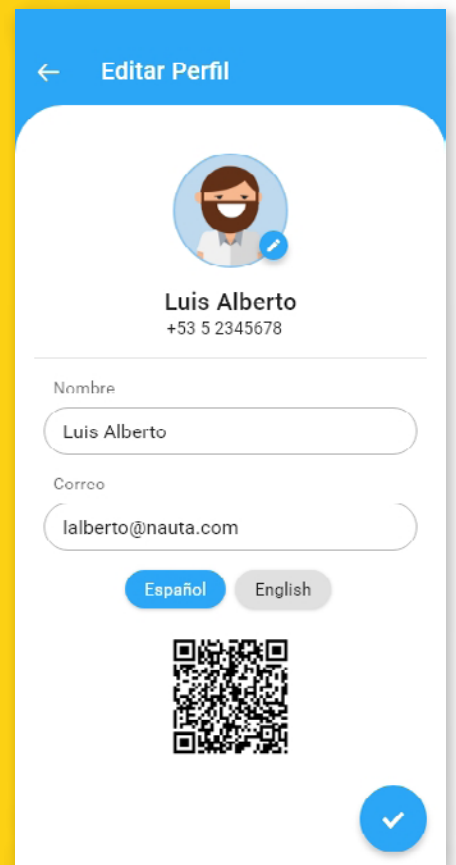 Editar Perfil
Luis Alberto
+53 5 2345678
Nombre
Luis Alberto
Correo
lalberto@nauta.com
Español English